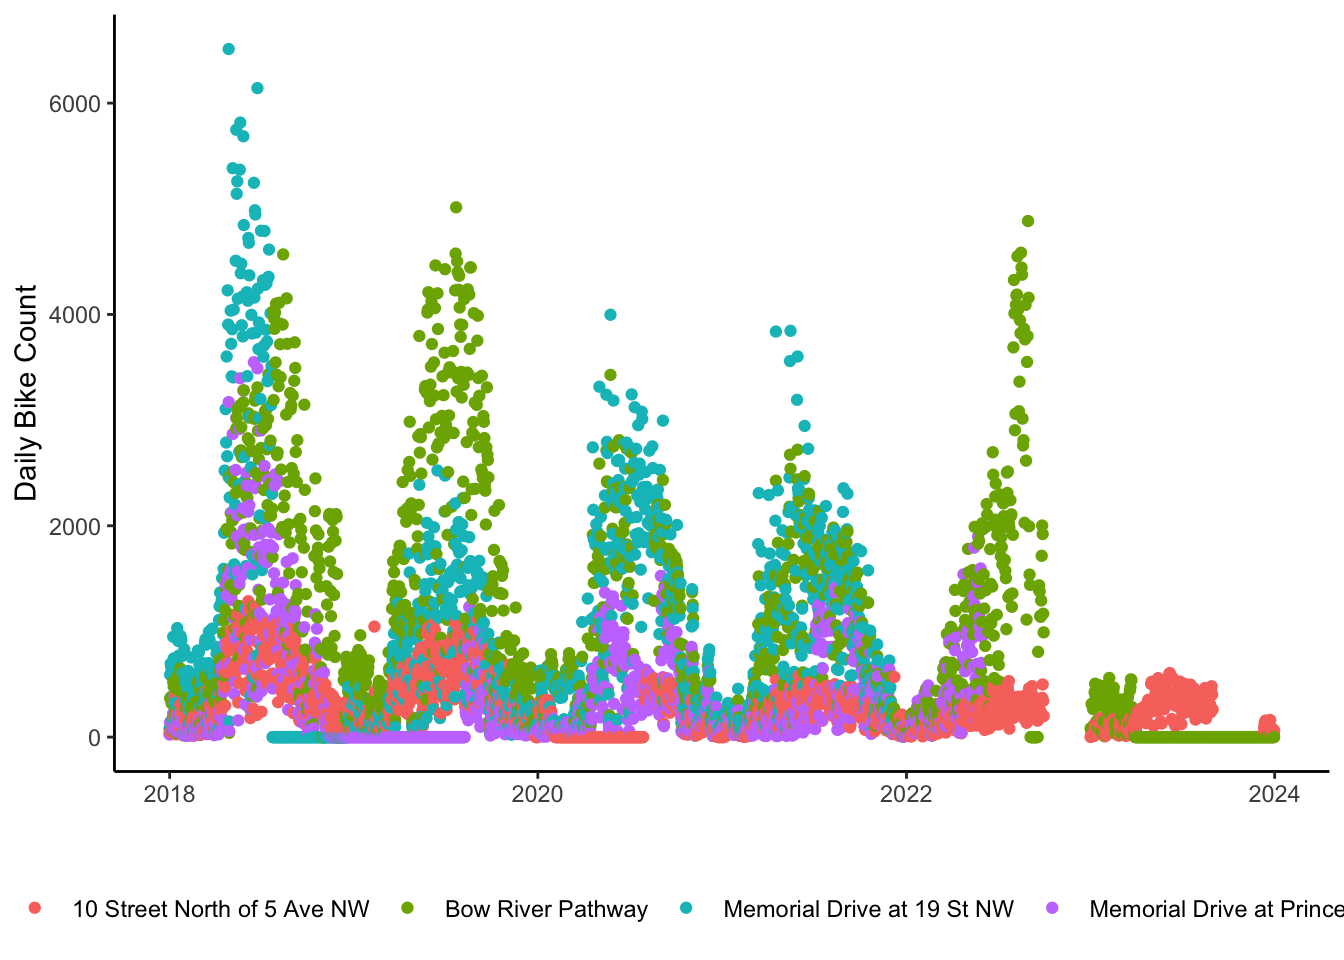 6000
4000
2000
0
Daily Bike Count
2018 2020 2022 2024
10 Street North of 5 Ave NW Bow River Pathway Memorial Drive at 19 St NW Memorial Drive at Prince